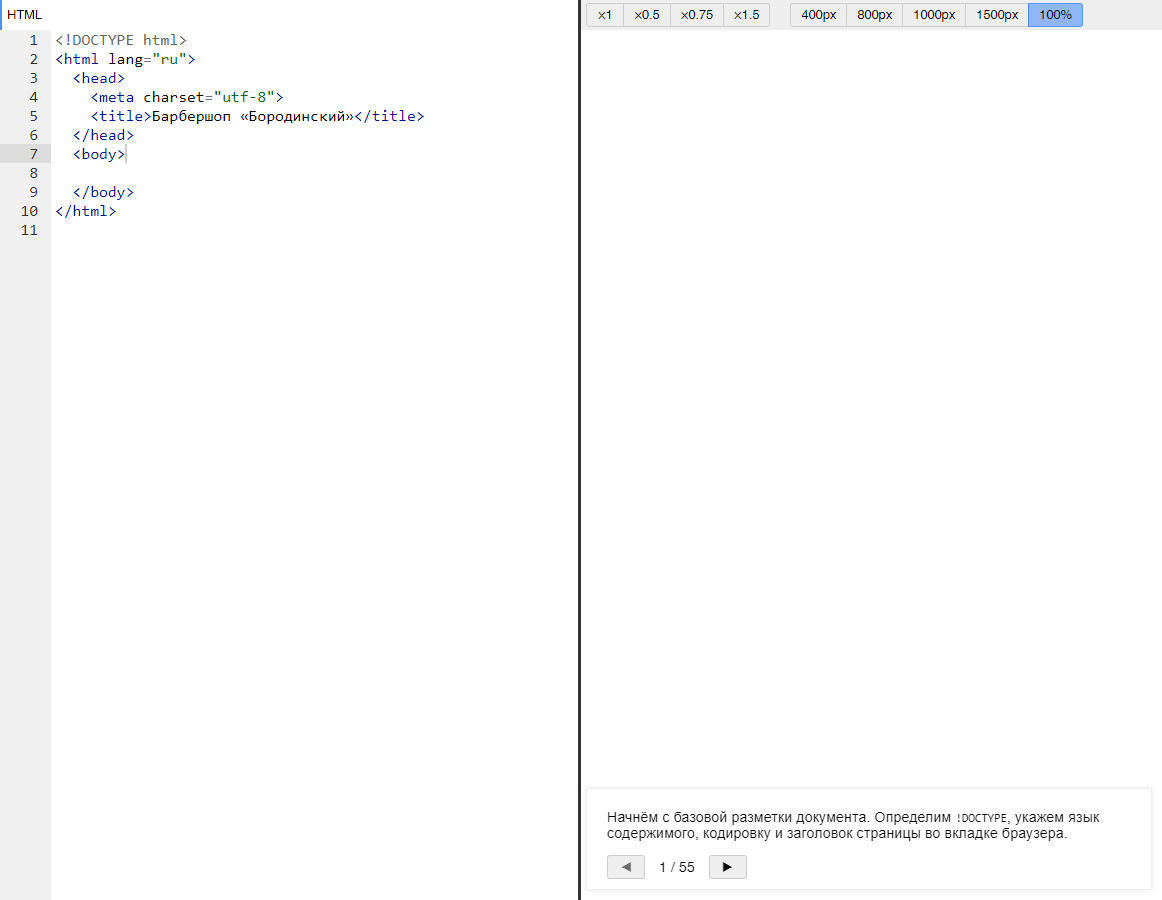 HTML
1 <!DOCTYPE html>
2 <html lang="ru">
3 <head>
4 <meta charset="utf-8">
5 <title>Барбершоп «Бородинский»</title>
6 </head>
7 <body>
8
9 </body>
10 </html>
11
×1 ×0.5 ×0.75 ×1.5 400px 800px 1000px 1500px 100%
Начнём с базовой разметки документа. Определим !DOCTYPE, укажем язык
содержимого, кодировку и заголовок страницы во вкладке браузера.
◀ 1 / 55 ▶